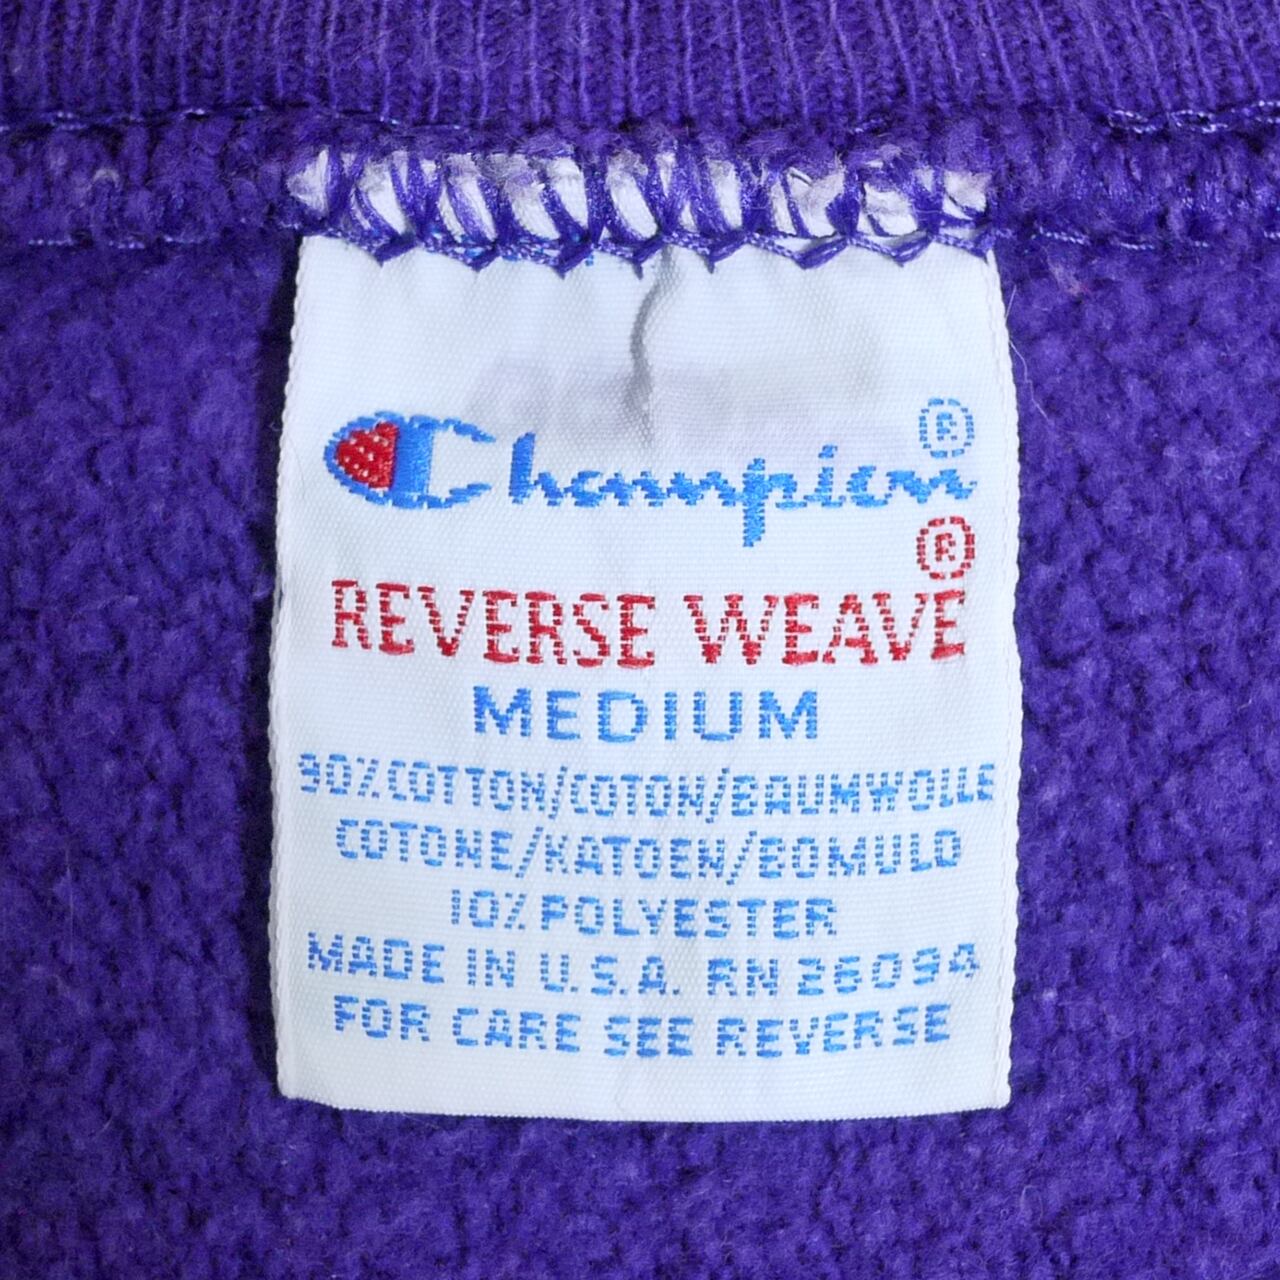 Champion®
REVERSE WEAVE®
MEDIUM
90% COTTON/COTON/BAUMWOLLE
COTONE/KATOEN/BOMULD
10% POLYESTER
MADE IN U.S.A. RN 26094
FOR CARE SEE REVERSE